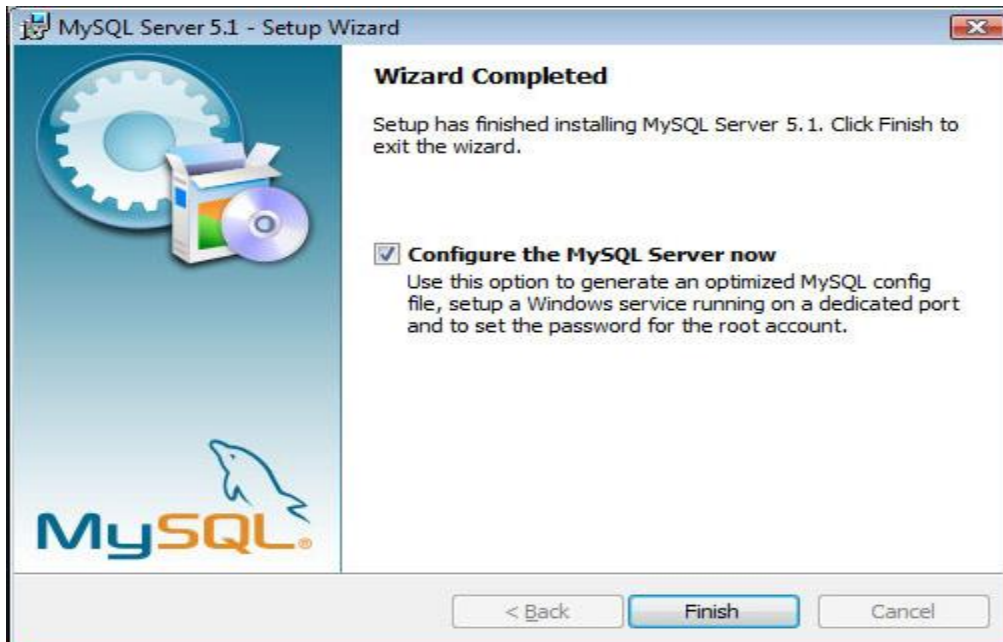 MySQL Server 5.1 - Setup Wizard
Wizard Completed
Setup has finished installing MySQL Server 5.1. Click Finish to
exit the wizard.
Configure the MySQL Server now
Use this option to generate an optimized MySQL config
file, setup a Windows service running on a dedicated port
and to set the password for the root account.
MySQL®
< Back
Finish
Cancel